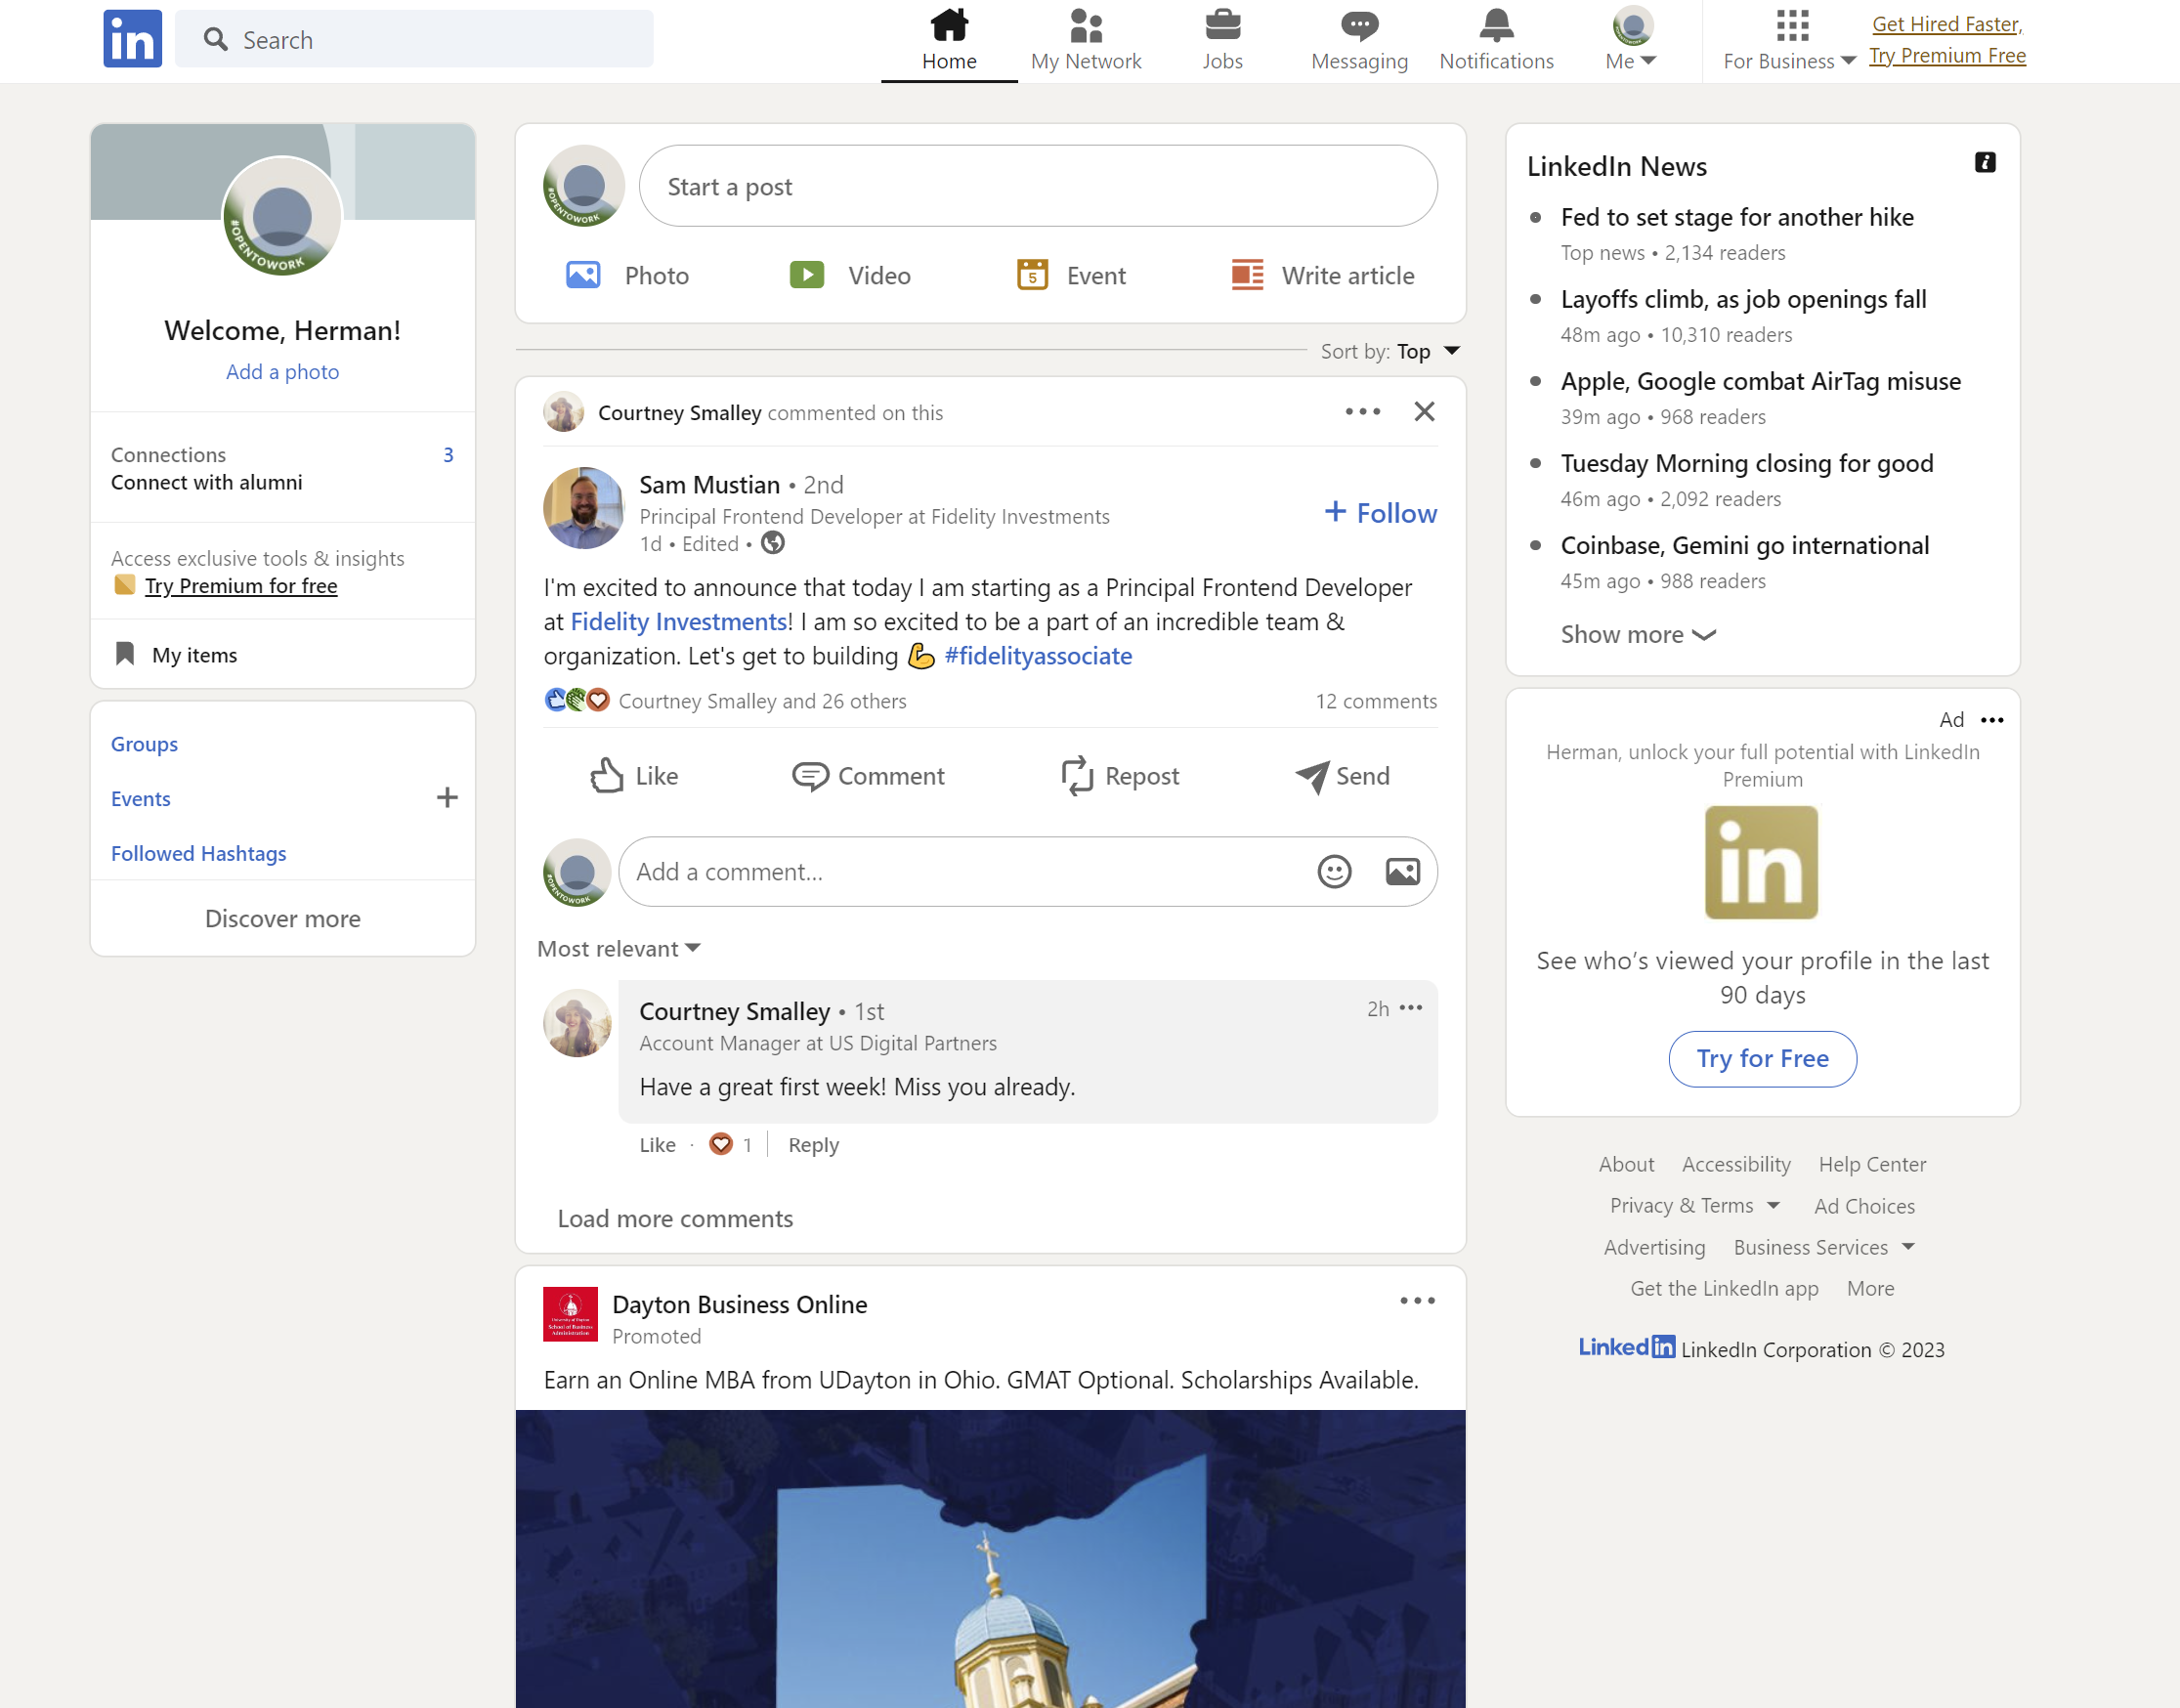 in
Search
Home
My Network
Jobs
Messaging
Notifications
Me
For Business
Get Hired Faster,
Try Premium Free
#OPENTOWORK
Welcome, Herman!
Add a photo
Connections 3
Connect with alumni
Access exclusive tools & insights
Try Premium for free
My items
Groups
Events
Followed Hashtags
Discover more
#OPENTOWORK
Start a post
Photo
Video
5
Event
Write article
Sort by: Top
Courtney Smalley commented on this
Sam Mustian • 2nd
Principal Frontend Developer at Fidelity Investments
1d • Edited •
+ Follow
I'm excited to announce that today I am starting as a Principal Frontend Developer
at Fidelity Investments! I am so excited to be a part of an incredible team &
organization. Let's get to building 💪 #fidelityassociate
Courtney Smalley and 26 others
12 comments
Like
Comment
Repost
Send
#OPENTOWORK
Add a comment...
Most relevant
Courtney Smalley • 1st
2h
Account Manager at US Digital Partners
Have a great first week! Miss you already.
Like · 1
Reply
Load more comments
University of Dayton
School of Business
Administration
Dayton Business Online
Promoted
Earn an Online MBA from UDayton in Ohio. GMAT Optional. Scholarships Available.
LinkedIn News
Fed to set stage for another hike
Top news • 2,134 readers
Layoffs climb, as job openings fall
48m ago • 10,310 readers
Apple, Google combat AirTag misuse
39m ago • 968 readers
Tuesday Morning closing for good
46m ago • 2,092 readers
Coinbase, Gemini go international
45m ago • 988 readers
Show more
Ad
Herman, unlock your full potential with LinkedIn
Premium
in
See who’s viewed your profile in the last
90 days
Try for Free
About Accessibility Help Center
Privacy & Terms Ad Choices
Advertising Business Services
Get the LinkedIn app More
LinkedIn LinkedIn Corporation © 2023